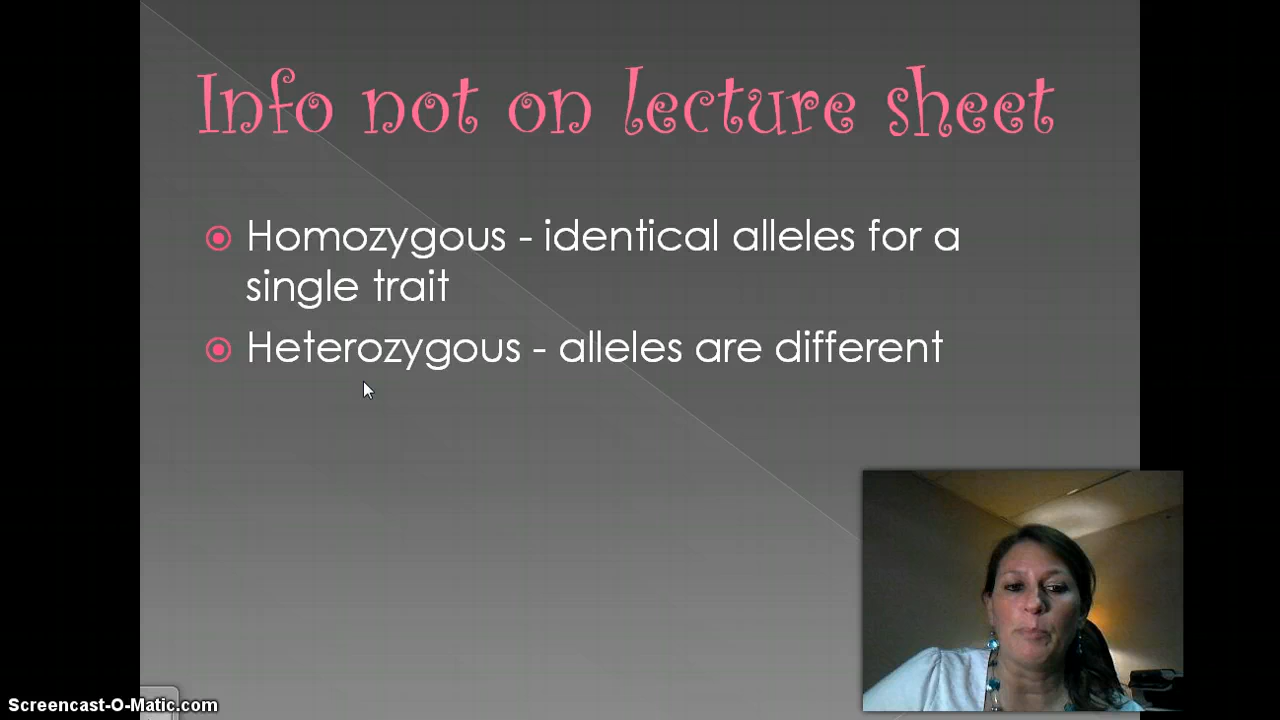 Info not on lecture sheet
Homozygous - identical alleles for a
single trait
Heterozygous - alleles are different
Screencast-O-Matic.com